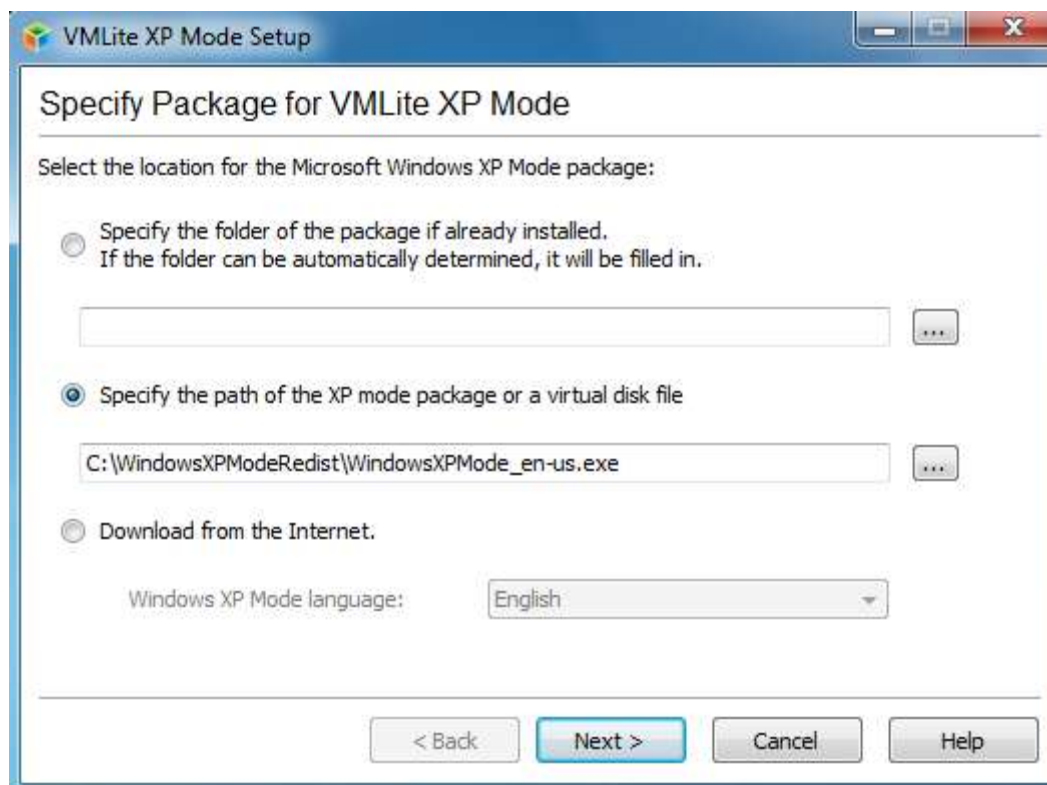 VMLite XP Mode Setup
Specify Package for VMLite XP Mode
Select the location for the Microsoft Windows XP Mode package:
Specify the folder of the package if already installed.
If the folder can be automatically determined, it will be filled in.
...
Specify the path of the XP mode package or a virtual disk file
C:\WindowsXPModeRedist\WindowsXPMode_en-us.exe
...
Download from the Internet.
Windows XP Mode language:
English
< Back
Next >
Cancel
Help